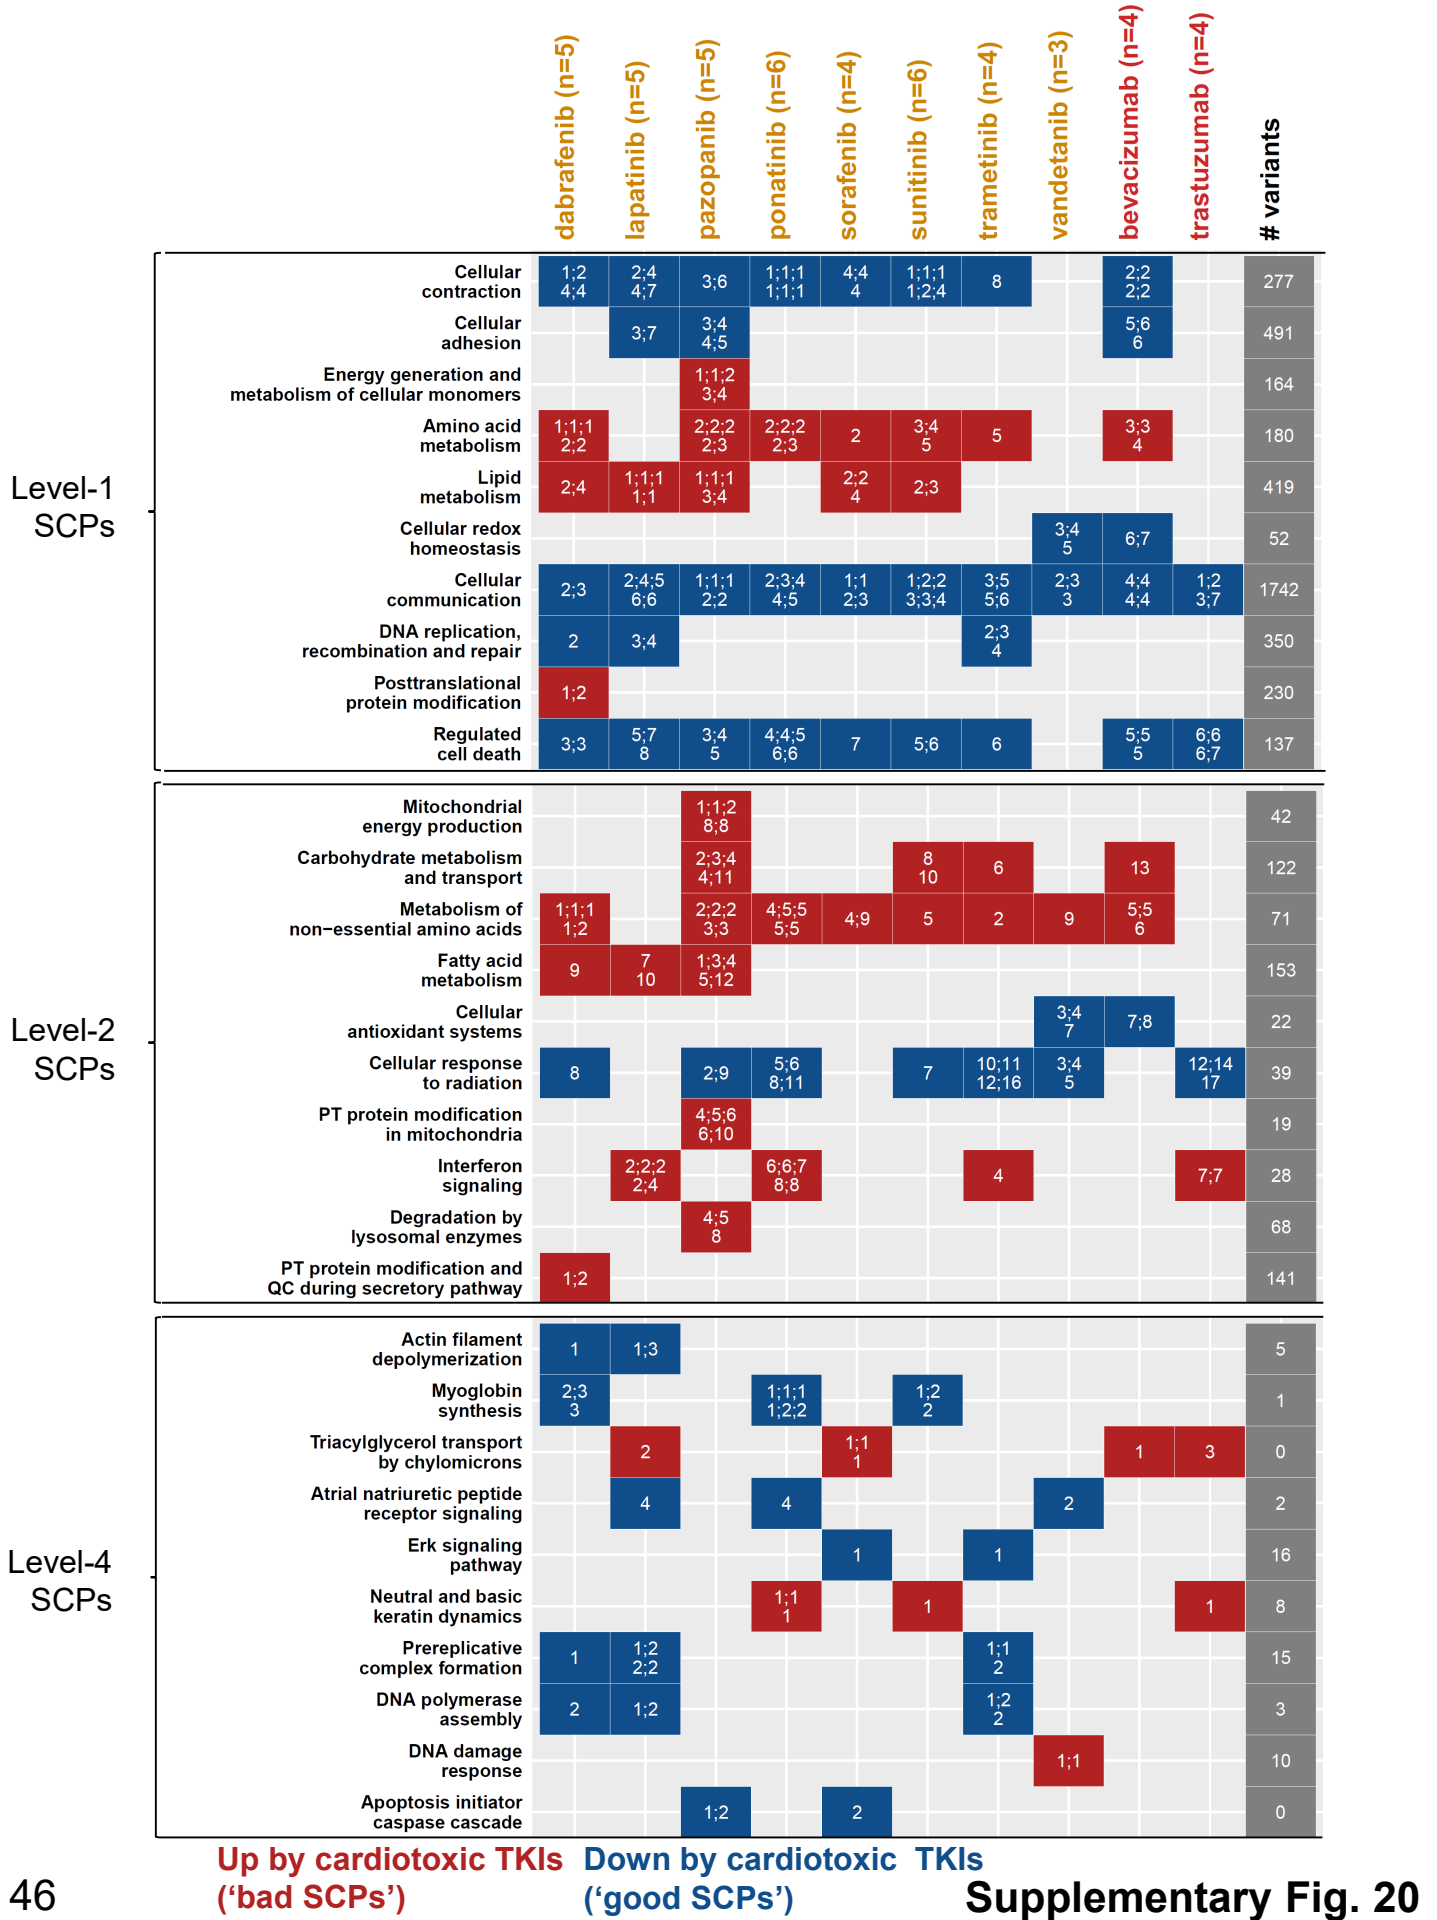 dabrafenib (n=5)
lapatinib (n=5)
pazopanib (n=5)
ponatinib (n=6)
sorafenib (n=4)
sunitinib (n=6)
trametinib (n=4)
vandetanib (n=3)
bevacizumab (n=4)
trastuzumab (n=4)
# variants
Level-1
SCPs
Cellular
contraction
1;2
4;4
2;4
4;7
3;6
1;1;1
1;1;1
4;4
4
1;1;1
1;2;4
8
2;2
2;2
277
Cellular
adhesion
3;7
3;4
4;5
5;6
6
491
Energy generation and
metabolism of cellular monomers
1;1;2
3;4
164
Amino acid
metabolism
1;1;1
2;2
2;2;2
2;3
2;2;2
2;3
2
3;4
5
5
3;3
4
180
Lipid
metabolism
2;4
1;1;1
1;1
1;1;1
3;4
2;2
4
2;3
419
Cellular redox
homeostasis
3;4
5
6;7
52
Cellular
communication
2;3
2;4;5
6;6
1;1;1
2;2
2;3;4
4;5
1;1
2;3
1;2;2
3;3;4
3;5
5;6
2;3
3
4;4
4;4
1;2
3;7
1742
DNA replication,
recombination and repair
2
3;4
2;3
4
350
Posttranslational
protein modification
1;2
230
Regulated
cell death
3;3
5;7
8
3;4
5
4;4;5
6;6
7
5;6
6
5;5
5
6;6
6;7
137
Level-2
SCPs
Mitochondrial
energy production
1;1;2
8;8
42
Carbohydrate metabolism
and transport
2;3;4
4;11
8
10
6
13
122
Metabolism of
non−essential amino acids
1;1;1
1;2
2;2;2
3;3
4;5;5
5;5
4;9
5
2
9
5;5
6
71
Fatty acid
metabolism
9
7
10
1;3;4
5;12
153
Cellular
antioxidant systems
3;4
7
7;8
22
Cellular response
to radiation
8
2;9
5;6
8;11
7
10;11
12;16
3;4
5
12;14
17
39
PT protein modification
in mitochondria
4;5;6
6;10
19
Interferon
signaling
2;2;2
2;4
6;6;7
8;8
4
7;7
28
Degradation by
lysosomal enzymes
4;5
8
68
PT protein modification and
QC during secretory pathway
1;2
141
Level-4
SCPs
Actin filament
depolymerization
1
1;3
5
Myoglobin
synthesis
2;3
3
1;1;1
1;2;2
1;2
2
1
Triacylglycerol transport
by chylomicrons
2
1;1
1
1
3
0
Atrial natriuretic peptide
receptor signaling
4
4
2
2
Erk signaling
pathway
1
1
16
Neutral and basic
keratin dynamics
1;1
1
1
1
8
Prereplicative
complex formation
1
1;2
2;2
1;1
2
15
DNA polymerase
assembly
2
1;2
1;2
2
3
DNA damage
response
1;1
10
Apoptosis initiator
caspase cascade
1;2
2
0
Up by cardiotoxic TKIs
(‘bad SCPs’)
Down by cardiotoxic TKIs
(‘good SCPs’)
46
Supplementary Fig. 20